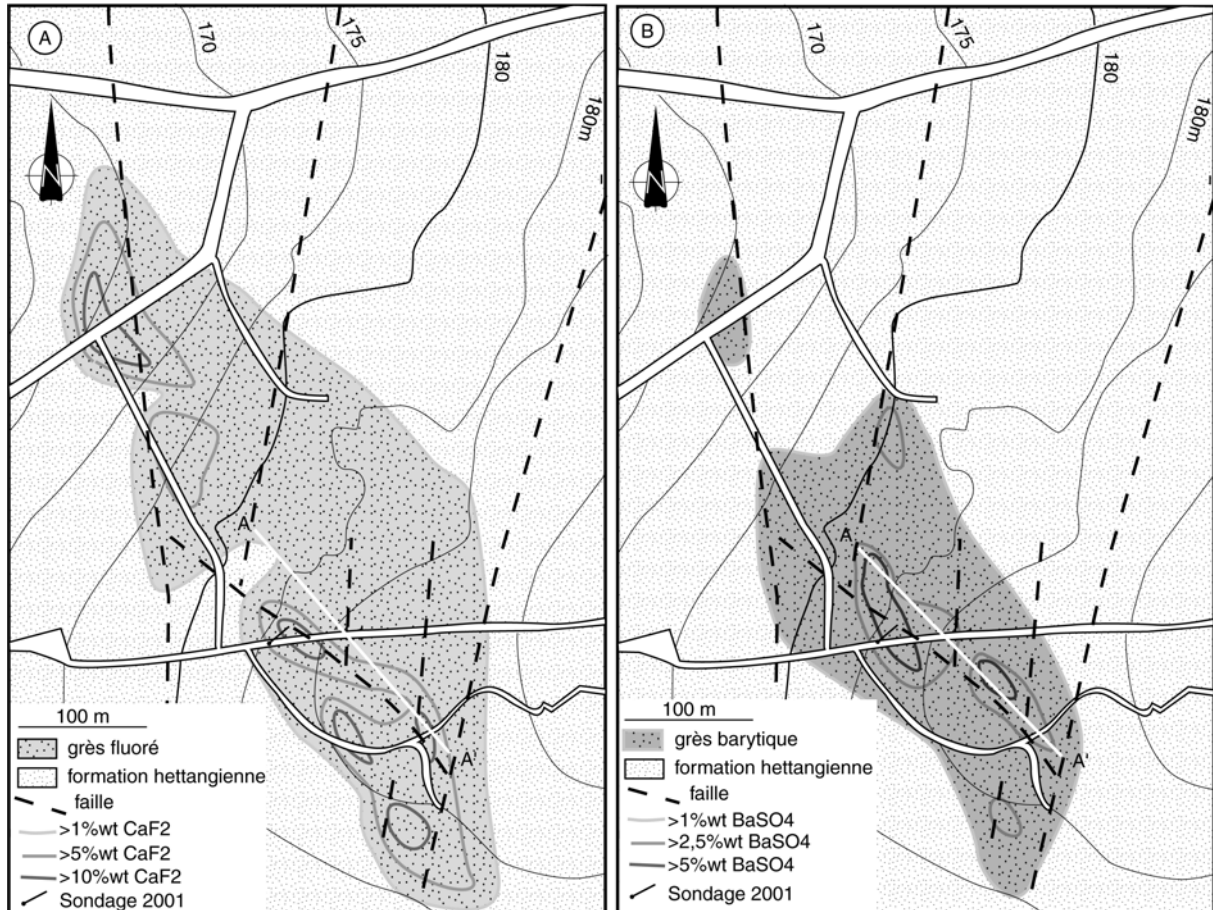 A
170
175
180
180m
N
A
A'
100 m
grès fluoré
formation hettangienne
faille
>1%wt CaF2
>5%wt CaF2
>10%wt CaF2
Sondage 2001
B
170
175
180
180m
N
A
A'
100 m
grès barytique
formation hettangienne
faille
>1%wt BaSO4
>2,5%wt BaSO4
>5%wt BaSO4
Sondage 2001